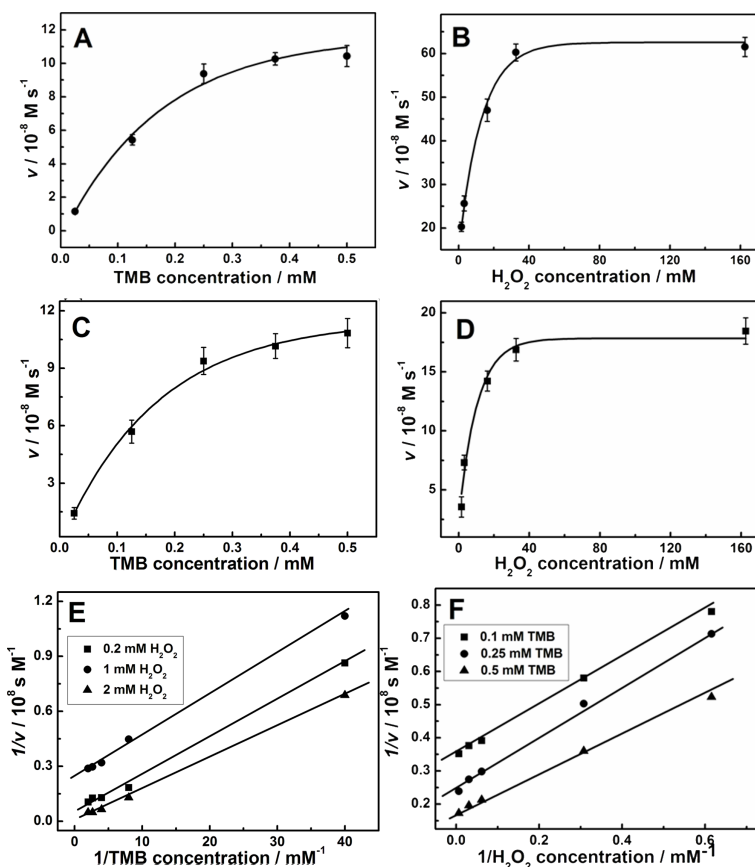 A
ν / 10⁻⁸ M s⁻¹
12
10
8
6
4
2
0
0.0 0.1 0.2 0.3 0.4 0.5
TMB concentration / mM
B
ν / 10⁻⁸ M s⁻¹
60
50
40
30
20
0 40 80 120 160
H₂O₂ concentration / mM
C
ν / 10⁻⁸ M s⁻¹
12
9
6
3
0.0 0.1 0.2 0.3 0.4 0.5
TMB concentration / mM
D
ν / 10⁻⁸ M s⁻¹
20
15
10
5
0 40 80 120 160
H₂O₂ concentration / mM
E
1/ν / 10⁸ s M⁻¹
1.2
0.9
0.6
0.3
0.0
0.2 mM H₂O₂
1 mM H₂O₂
2 mM H₂O₂
0 10 20 30 40
1/TMB concentration / mM⁻¹
F
1/ν / 10⁸ s M⁻¹
0.8
0.7
0.6
0.5
0.4
0.3
0.2
0.1 mM TMB
0.25 mM TMB
0.5 mM TMB
0.0 0.2 0.4 0.6
1/H₂O₂ concentration / mM⁻¹